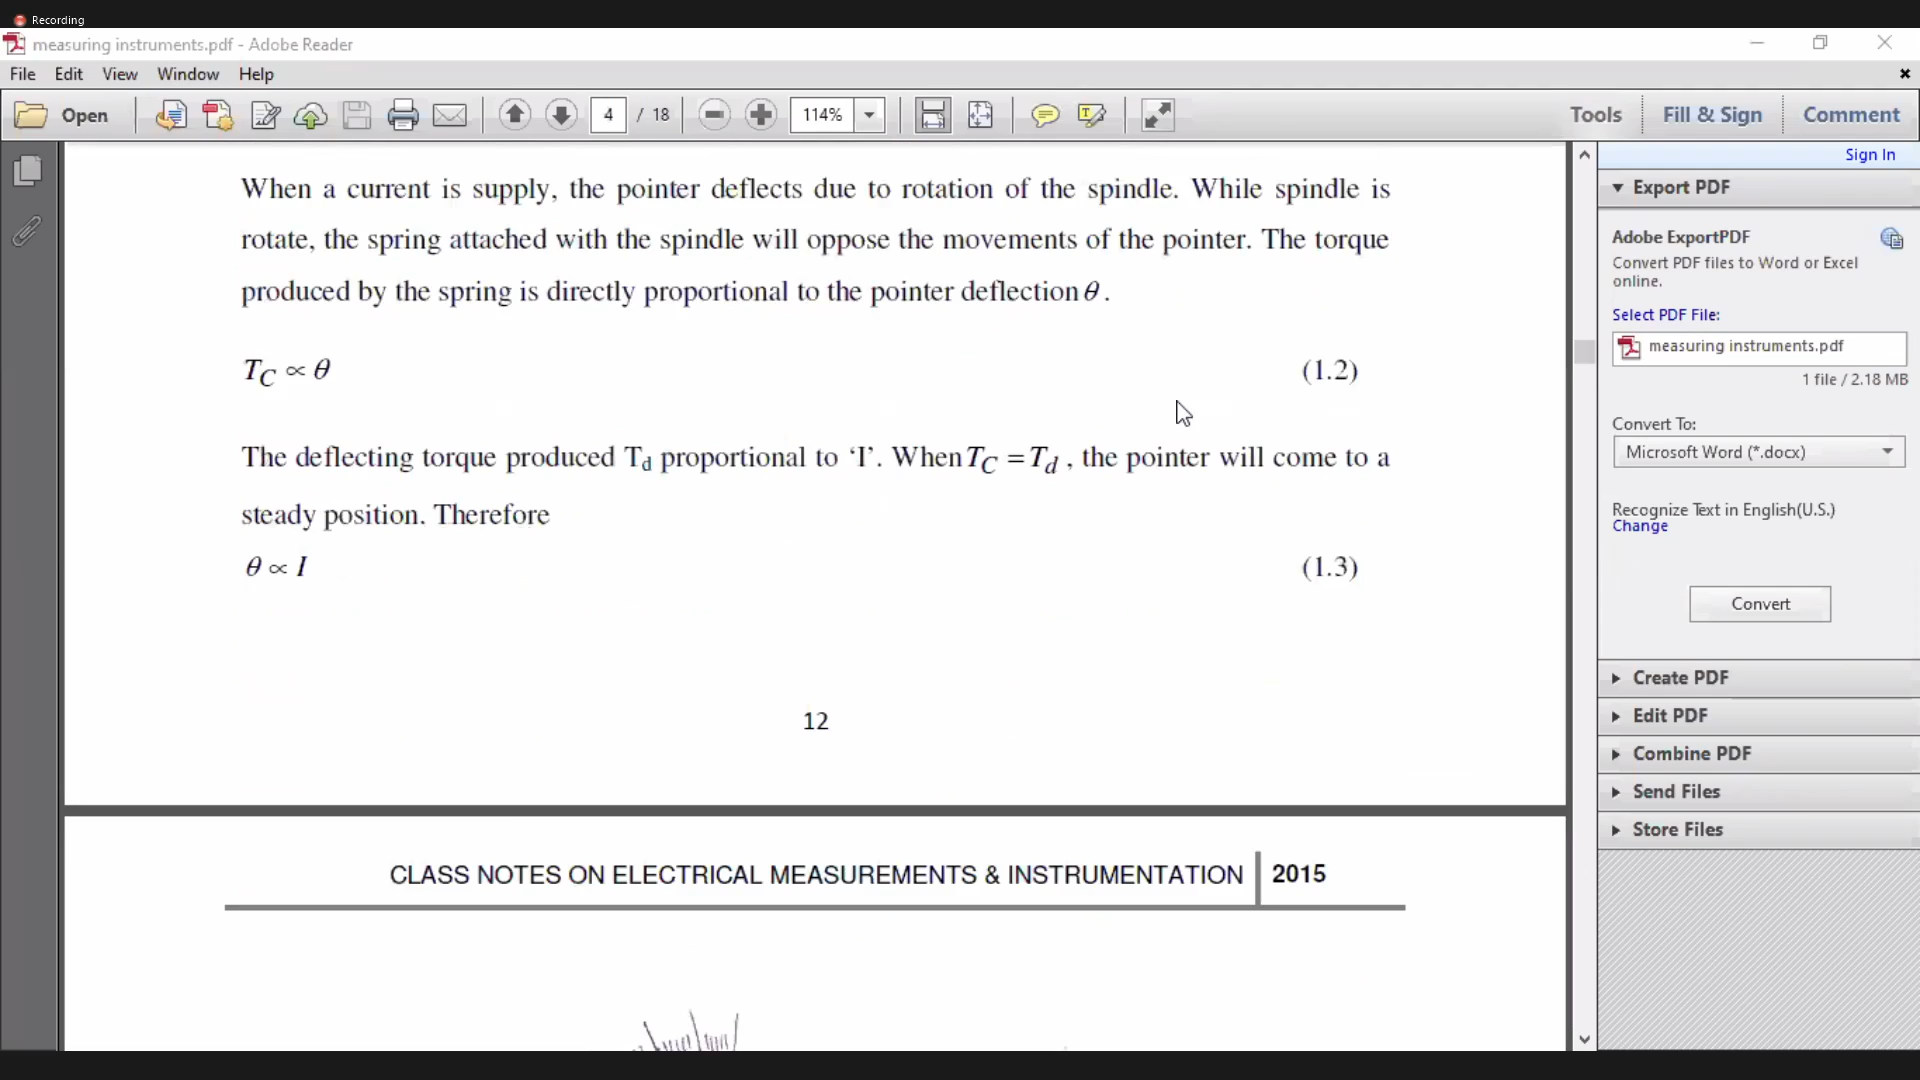 Recording
measuring instruments.pdf - Adobe Reader
File Edit View Window Help
Open 4 / 18 114% Tools Fill & Sign Comment
Sign In
When a current is supply, the pointer deflects due to rotation of the spindle. While spindle is
rotate, the spring attached with the spindle will oppose the movements of the pointer. The torque
produced by the spring is directly proportional to the pointer deflection θ .
T_C ∝ θ (1.2)
The deflecting torque produced T_d proportional to ‘I’. When T_C = T_d , the pointer will come to a
steady position. Therefore
θ ∝ I (1.3)
12
CLASS NOTES ON ELECTRICAL MEASUREMENTS & INSTRUMENTATION 2015
Export PDF
Adobe ExportPDF
Convert PDF files to Word or Excel
online.
Select PDF File:
measuring instruments.pdf
1 file / 2.18 MB
Convert To:
Microsoft Word (*.docx)
Recognize Text in English(U.S.)
Change
Convert
Create PDF
Edit PDF
Combine PDF
Send Files
Store Files